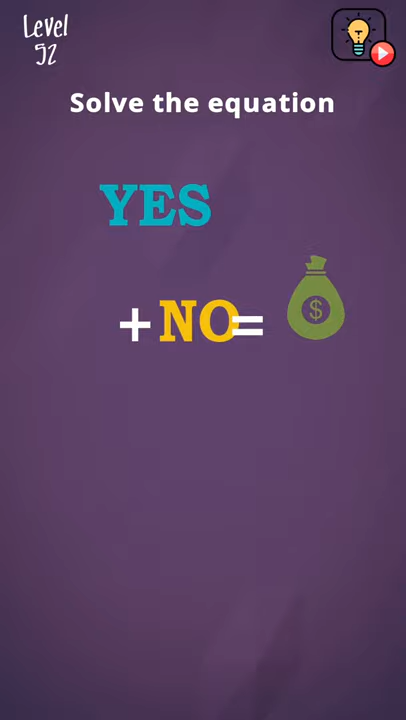 Level
52
Solve the equation
YES
+ NO =
$